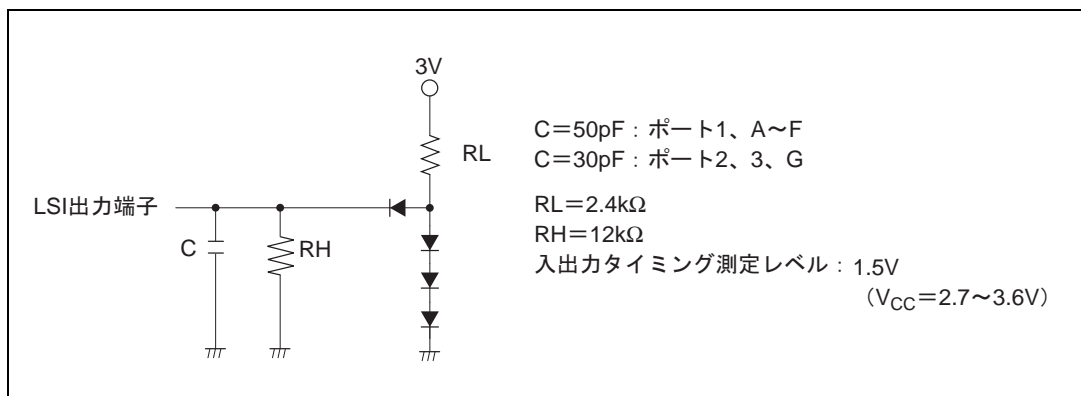 3V
RL
LSI出力端子
C
RH
C=50pF：ポート1、A～F
C=30pF：ポート2、3、G
RL=2.4kΩ
RH=12kΩ
入出力タイミング測定レベル：1.5V
（VCC=2.7～3.6V）